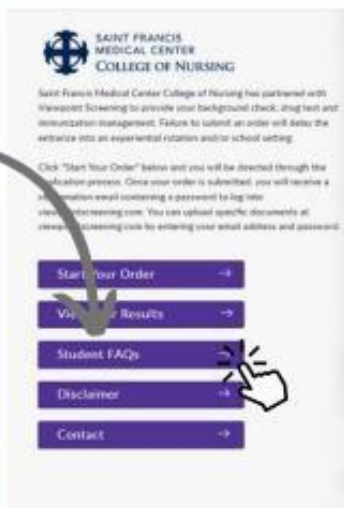 SAINT FRANCIS
MEDICAL CENTER
COLLEGE OF NURSING
Saint Francis Medical Center College of Nursing has partnered with
Viewpoint Screening to provide your background check, drug test and
immunization management. Failure to submit an order will delay the
entrance into an experiential rotation and/or school setting.
Click "Start Your Order" below and you will be directed through the
process. Once your order is submitted, you will receive a
email containing a password to log into
screening.com. You can upload specific documents at
viewpointscreening.com by entering your email address and password.
Start Your Order →
Results →
Student FAQs
Disclaimer →
Contact →